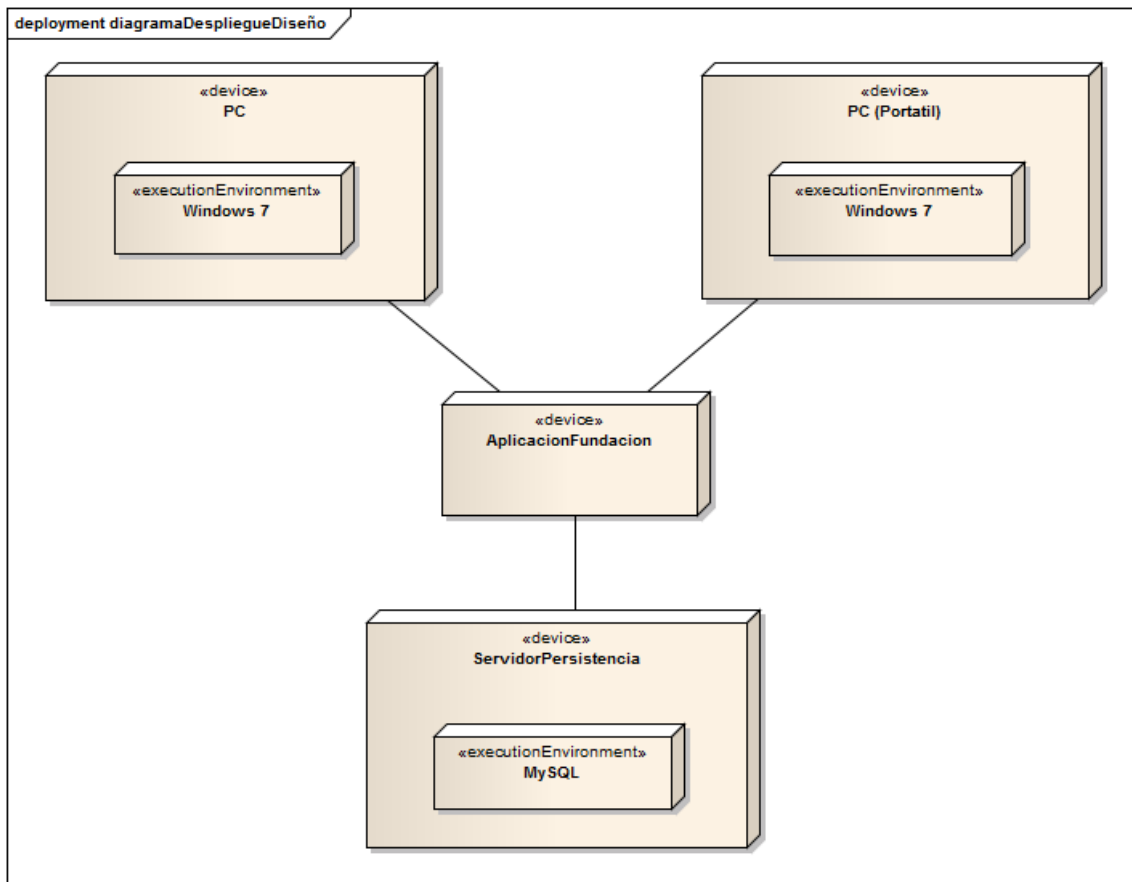 deployment diagramaDespliegueDiseño
«device»
PC
«executionEnvironment»
Windows 7
«device»
PC (Portatil)
«executionEnvironment»
Windows 7
«device»
AplicacionFundacion
«device»
ServidorPersistencia
«executionEnvironment»
MySQL